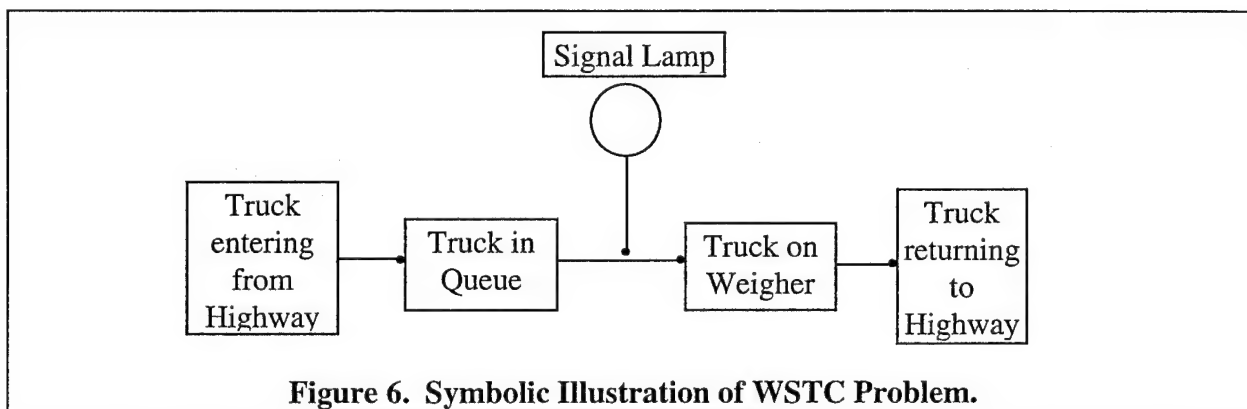 Signal Lamp
Truck
entering
from
Highway
Truck in
Queue
Truck on
Weigher
Truck
returning
to
Highway
Figure 6. Symbolic Illustration of WSTC Problem.